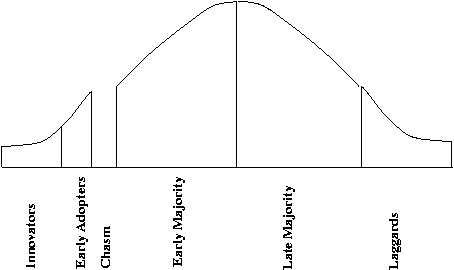 Innovators
Early Adopters
Chasm
Early Majority
Late Majority
Laggards